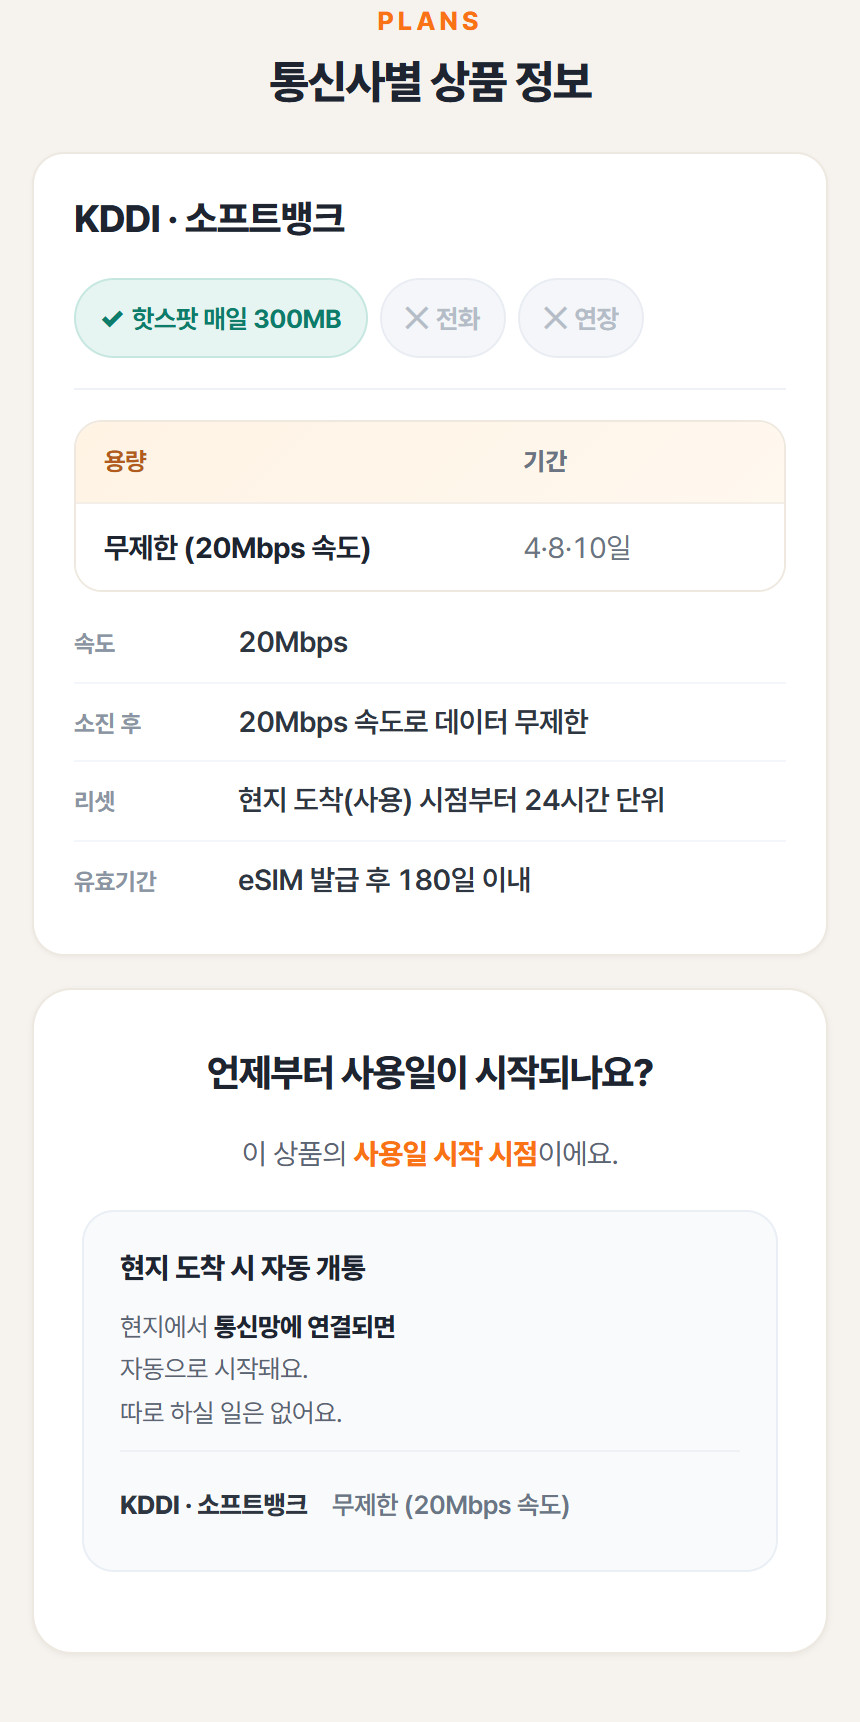 PLANS
통신사별 상품 정보
KDDI · 소프트뱅크
✓ 핫스팟 매일 300MB ✕ 전화 ✕ 연장
용량 기간
무제한 (20Mbps 속도) 4·8·10일
속도 20Mbps
소진 후 20Mbps 속도로 데이터 무제한
리셋 현지 도착(사용) 시점부터 24시간 단위
유효기간 eSIM 발급 후 180일 이내
언제부터 사용일이 시작되나요?
이 상품의 사용일 시작 시점이에요.
현지 도착 시 자동 개통
현지에서 통신망에 연결되면
자동으로 시작돼요.
따로 하실 일은 없어요.
KDDI · 소프트뱅크 무제한 (20Mbps 속도)